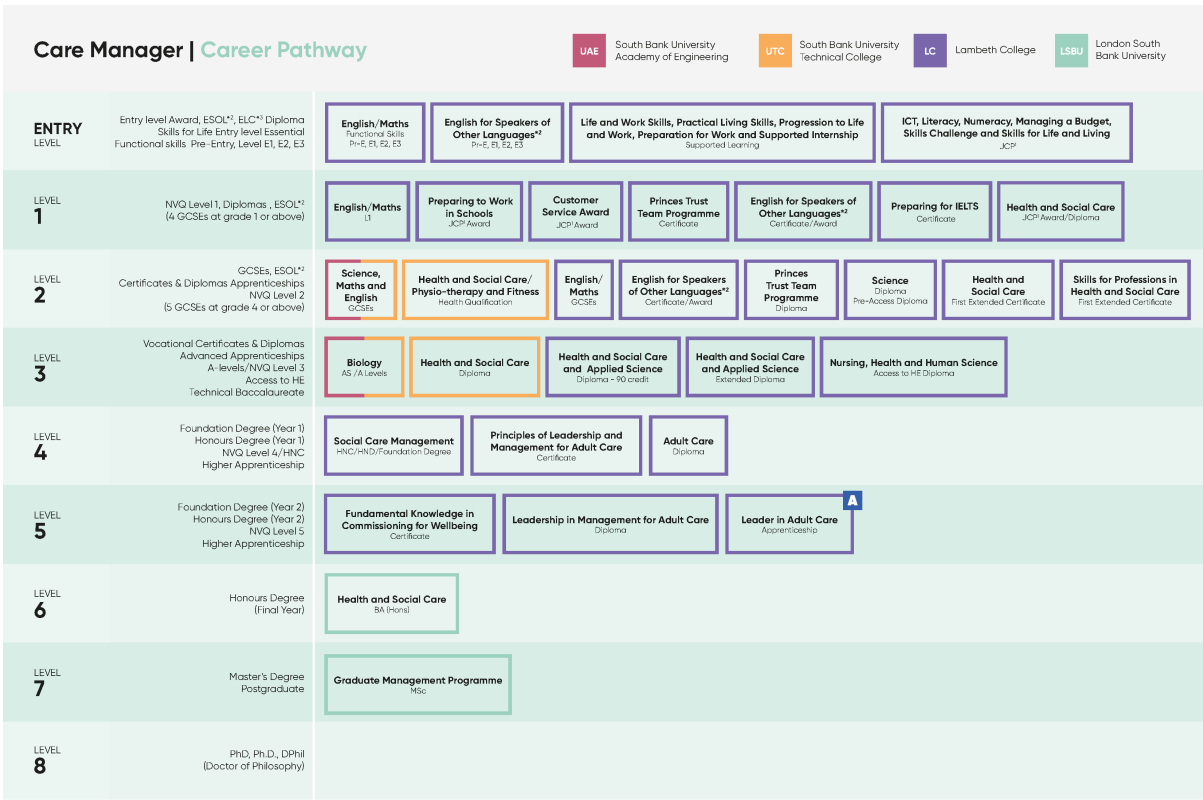 Care Manager | Career Pathway
UAE
South Bank University
Academy of Engineering
UTC
South Bank University
Technical College
LC
Lambeth College
LSBU
London South
Bank University
ENTRY
LEVEL
Entry level Award, ESOL*², ELC*³ Diploma
Skills for Life Entry level Essential
Functional skills Pre-Entry, Level E1, E2, E3
English/Maths
Functional Skills
Pr-E, E1, E2, E3
English for Speakers of
Other Languages*²
Pr-E, E1, E2, E3
Life and Work Skills, Practical Living Skills, Progression to Life
and Work, Preparation for Work and Supported Internship
Supported Learning
ICT, Literacy, Numeracy, Managing a Budget,
Skills Challenge and Skills for Life and Living
JCP¹
LEVEL
1
NVQ Level 1, Diplomas , ESOL*²
(4 GCSEs at grade 1 or above)
English/Maths
L1
Preparing to Work
in Schools
JCP¹ Award
Customer
Service Award
JCP¹ Award
Princes Trust
Team Programme
Certificate
English for Speakers of
Other Languages*²
Certificate/Award
Preparing for IELTS
Certificate
Health and Social Care
JCP¹ Award/Diploma
LEVEL
2
GCSEs, ESOL*²
Certificates & Diplomas Apprenticeships
NVQ Level 2
(5 GCSEs at grade 4 or above)
Science,
Maths and
English
GCSEs
Health and Social Care/
Physio-therapy and Fitness
Health Qualification
English/
Maths
GCSEs
English for Speakers
of Other Languages*²
Certificate/Award
Princes
Trust Team
Programme
Diploma
Science
Diploma
Pre-Access Diploma
Health and
Social Care
First Extended Certificate
Skills for Professions in
Health and Social Care
First Extended Certificate
LEVEL
3
Vocational Certificates & Diplomas
Advanced Apprenticeships
A-levels/NVQ Level 3
Access to HE
Technical Baccalaureate
Biology
AS /A Levels
Health and Social Care
Diploma
Health and Social Care
and Applied Science
Diploma - 90 credit
Health and Social Care
and Applied Science
Extended Diploma
Nursing, Health and Human Science
Access to HE Diploma
LEVEL
4
Foundation Degree (Year 1)
Honours Degree (Year 1)
NVQ Level 4/HNC
Higher Apprenticeship
Social Care Management
HNC/HND/Foundation Degree
Principles of Leadership and
Management for Adult Care
Certificate
Adult Care
Diploma
LEVEL
5
Foundation Degree (Year 2)
Honours Degree (Year 2)
NVQ Level 5
Higher Apprenticeship
Fundamental Knowledge in
Commissioning for Wellbeing
Certificate
Leadership in Management for Adult Care
Diploma
A
Leader in Adult Care
Apprenticeship
LEVEL
6
Honours Degree
(Final Year)
Health and Social Care
BA (Hons)
LEVEL
7
Master's Degree
Postgraduate
Graduate Management Programme
MSc
LEVEL
8
PhD, Ph.D., DPhil
(Doctor of Philosophy)